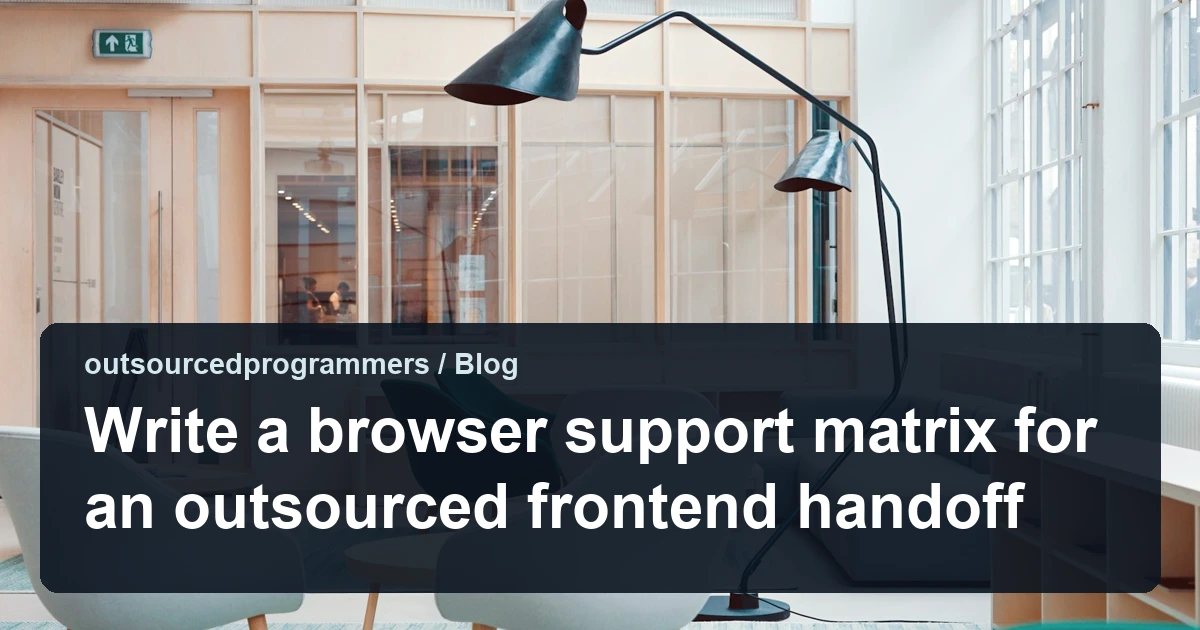 outsourcedprogrammers / Blog
Write a browser support matrix for
an outsourced frontend handoff